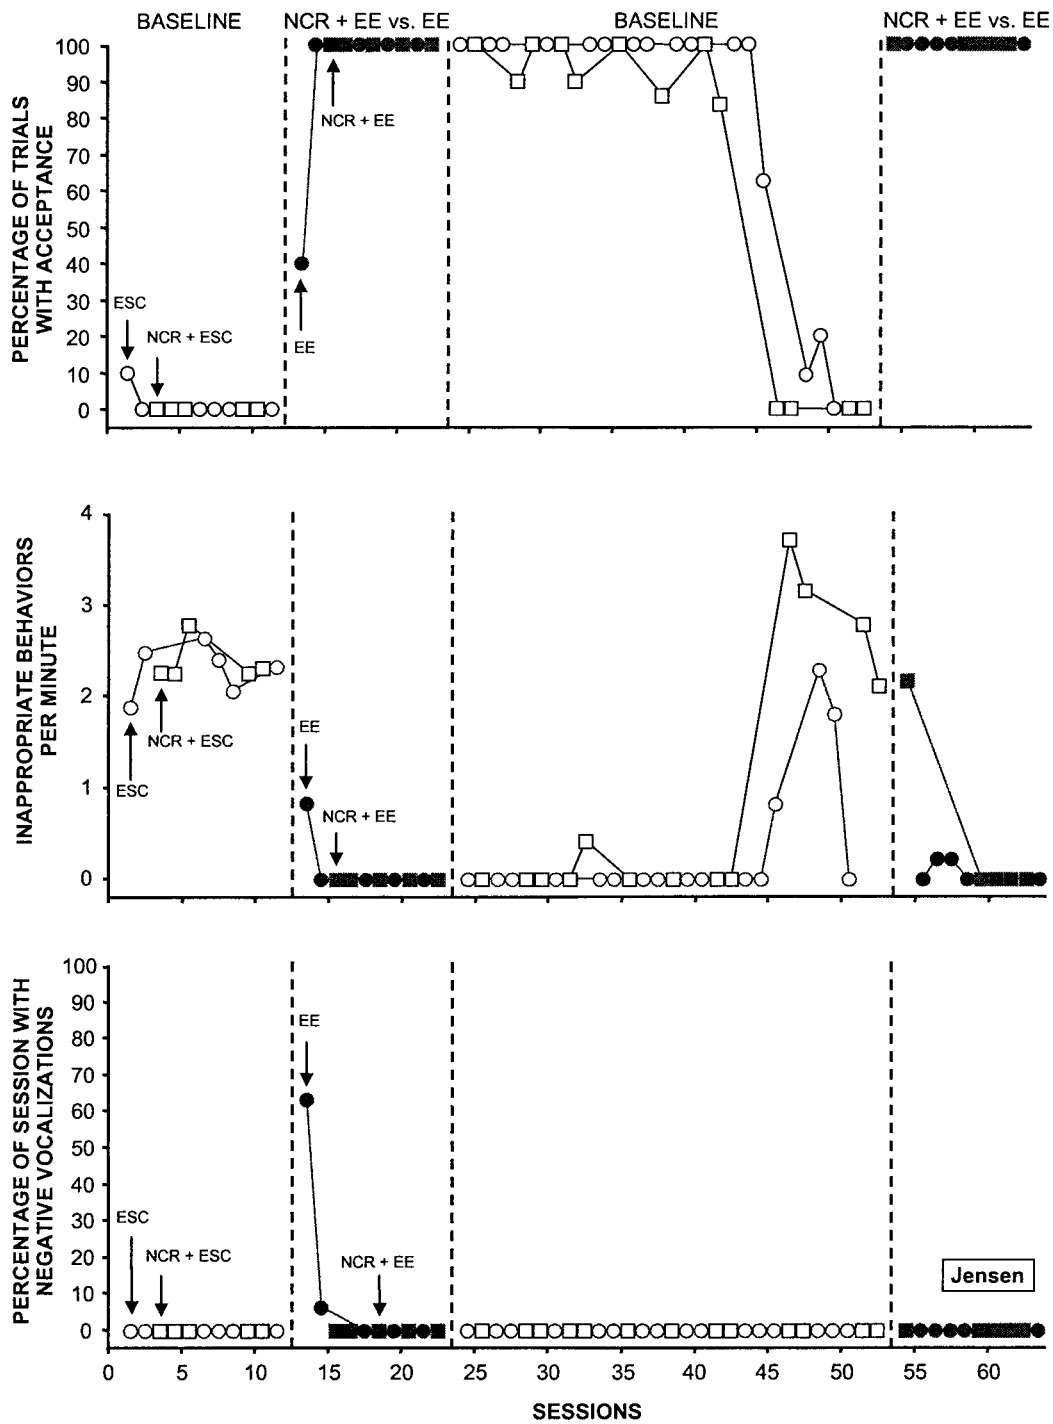 BASELINE NCR + EE vs. EE BASELINE NCR + EE vs. EE
PERCENTAGE OF TRIALS
WITH ACCEPTANCE
100
90
80
70
60
50
40
30
20
10
0
ESC
NCR + ESC
EE
NCR + EE
INAPPROPRIATE BEHAVIORS
PER MINUTE
4
3
2
1
0
ESC
NCR + ESC
EE
NCR + EE
PERCENTAGE OF SESSION WITH
NEGATIVE VOCALIZATIONS
100
90
80
70
60
50
40
30
20
10
0
ESC
NCR + ESC
EE
NCR + EE
Jensen
0 5 10 15 20 25 30 35 40 45 50 55 60
SESSIONS